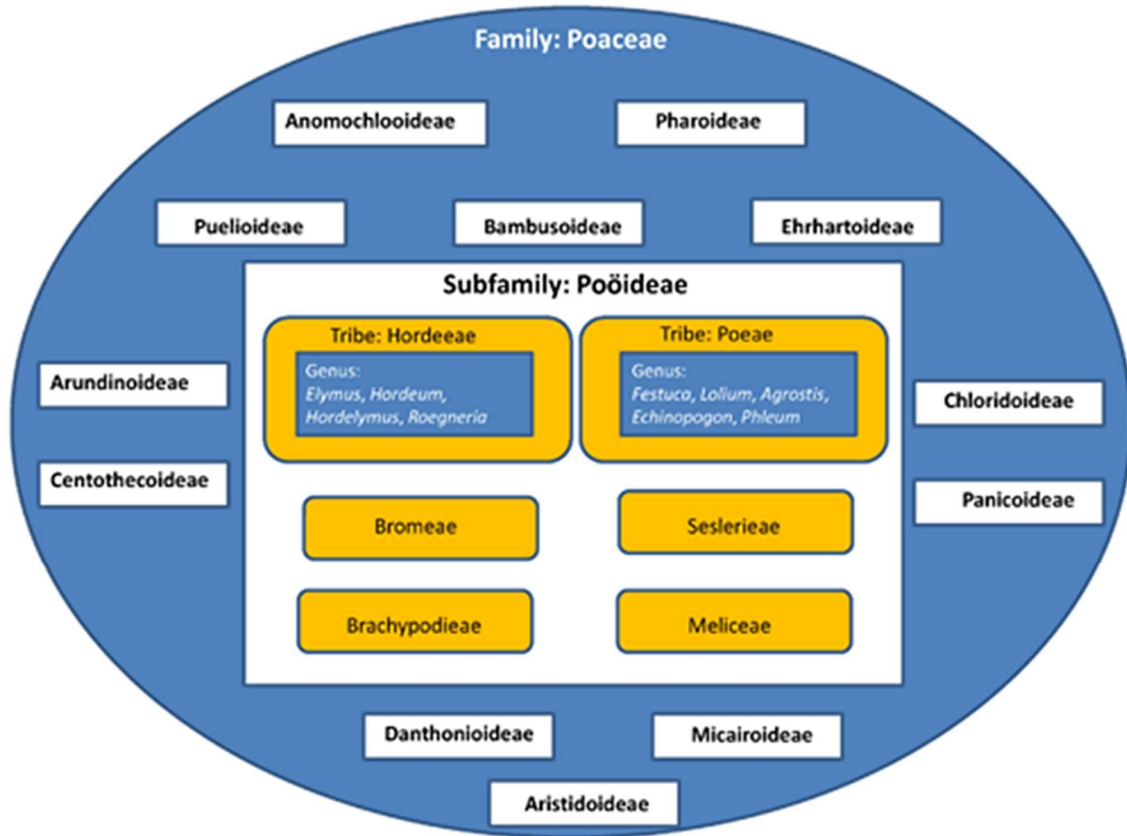 Family: Poaceae
Anomochlooideae
Pharoideae
Puelioideae
Bambusoideae
Ehrhartoideae
Subfamily: Poöideae
Tribe: Hordeeae
Genus:
Elymus, Hordeum,
Hordelymus, Roegneria
Tribe: Poeae
Genus:
Festuca, Lolium, Agrostis,
Echinopogon, Phleum
Arundinoideae
Chloridoideae
Centothecoideae
Panicoideae
Bromeae
Seslerieae
Brachypodieae
Meliceae
Danthonioideae
Micairoideae
Aristidoideae